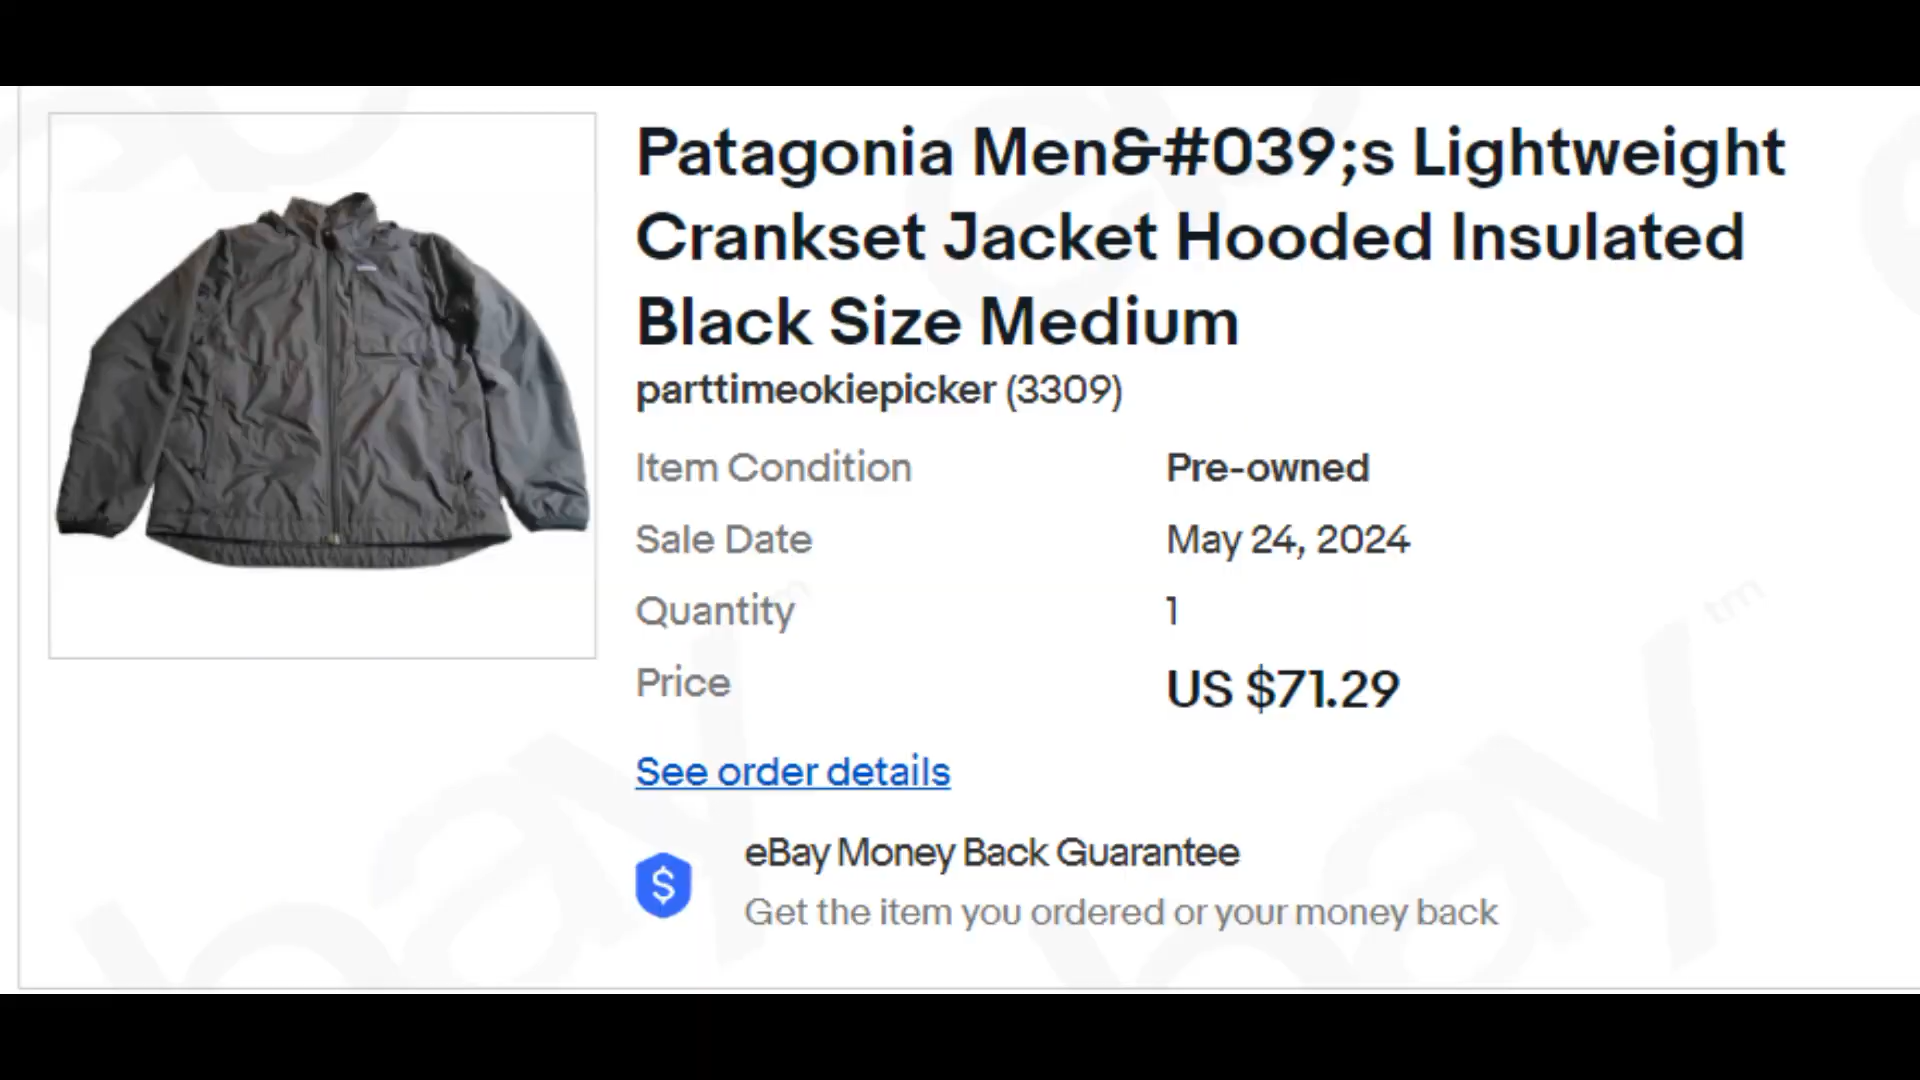 Patagonia Men&#039;s Lightweight
Crankset Jacket Hooded Insulated
Black Size Medium
parttimeokiepicker (3309)
Item Condition Pre-owned
Sale Date May 24, 2024
Quantity 1
Price US $71.29
See order details
$
eBay Money Back Guarantee
Get the item you ordered or your money back